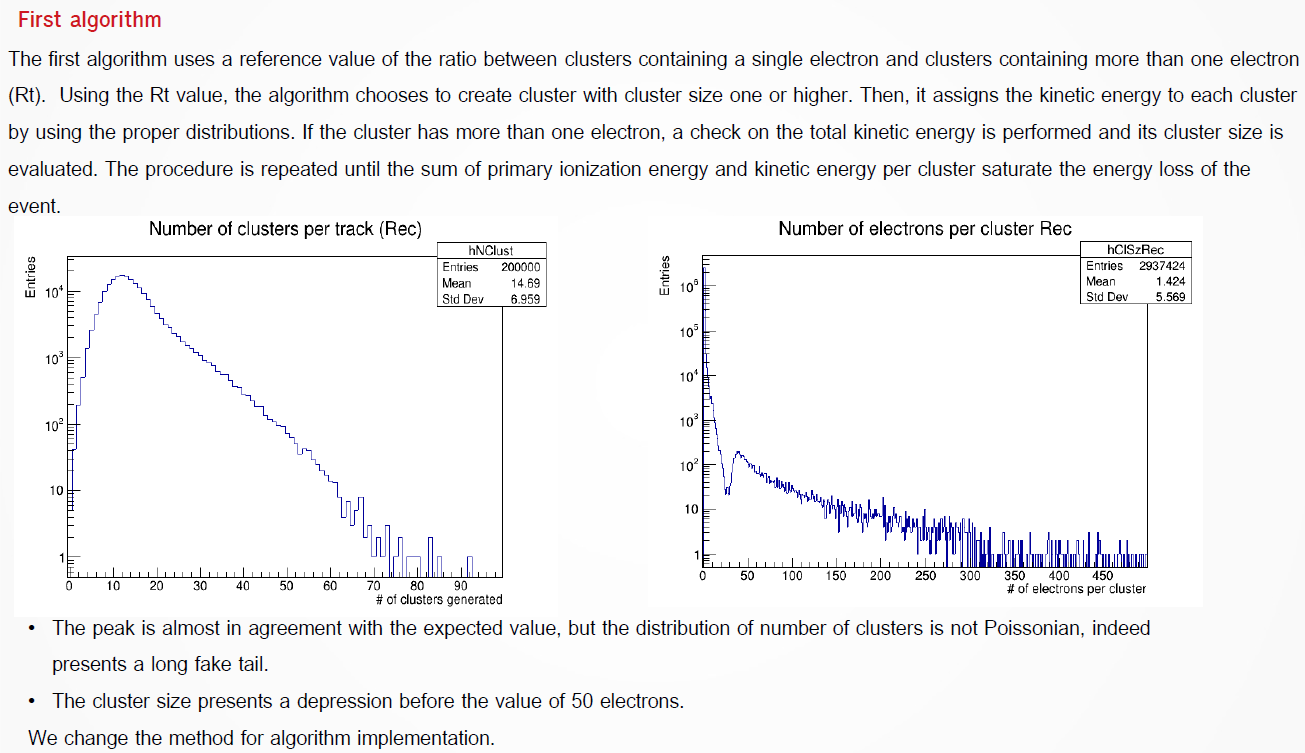 First algorithm
The first algorithm uses a reference value of the ratio between clusters containing a single electron and clusters containing more than one electron
(Rt). Using the Rt value, the algorithm chooses to create cluster with cluster size one or higher. Then, it assigns the kinetic energy to each cluster
by using the proper distributions. If the cluster has more than one electron, a check on the total kinetic energy is performed and its cluster size is
evaluated. The procedure is repeated until the sum of primary ionization energy and kinetic energy per cluster saturate the energy loss of the
event.
Number of clusters per track (Rec)
hNClust
Entries 200000
Mean 14.69
Std Dev 6.959
Entries
10⁴
10³
10²
10
1
0 10 20 30 40 50 60 70 80 90
# of clusters generated
Number of electrons per cluster Rec
hClSzRec
Entries 2937424
Mean 1.424
Std Dev 5.569
Entries
10⁶
10⁵
10⁴
10³
10²
10
1
0 50 100 150 200 250 300 350 400 450
# of electrons per cluster
• The peak is almost in agreement with the expected value, but the distribution of number of clusters is not Poissonian, indeed
presents a long fake tail.
• The cluster size presents a depression before the value of 50 electrons.
We change the method for algorithm implementation.